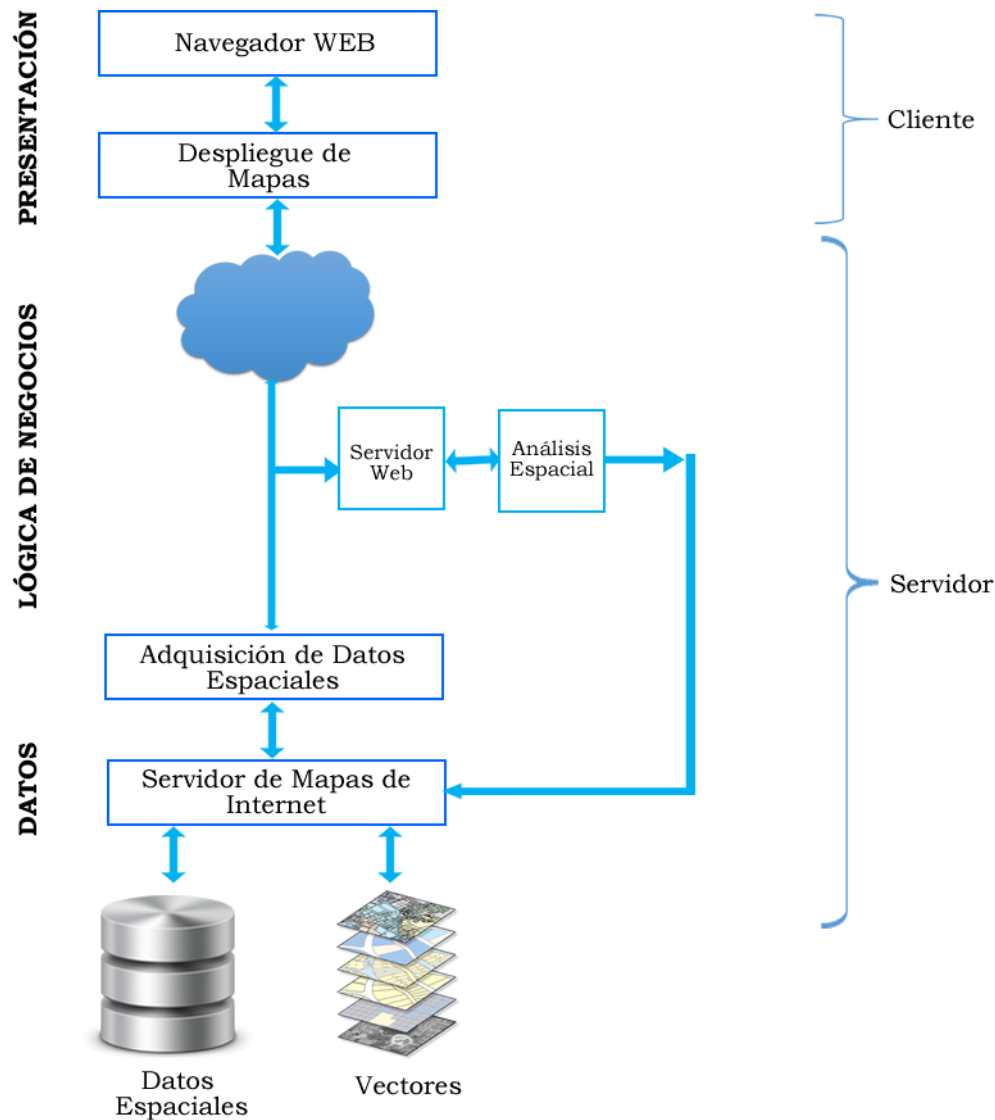 PRESENTACIÓN
Navegador WEB
Despliegue de
Mapas
Cliente
LÓGICA DE NEGOCIOS
Servidor
Web
Análisis
Espacial
Servidor
Adquisición de Datos
Espaciales
DATOS
Servidor de Mapas de
Internet
Datos
Espaciales
Vectores